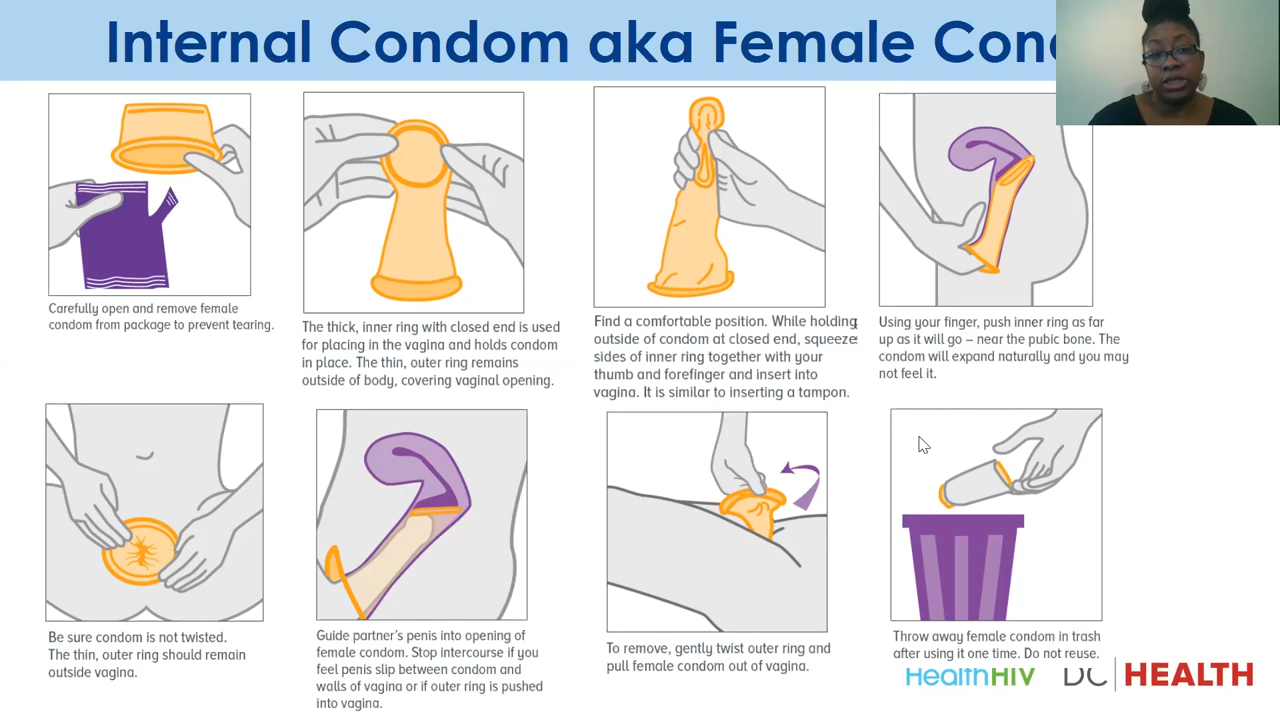 Internal Condom aka Female Con
Carefully open and remove female
condom from package to prevent tearing.
The thick, inner ring with closed end is used
for placing in the vagina and holds condom
in place. The thin, outer ring remains
outside of body, covering vaginal opening.
Find a comfortable position. While holding
outside of condom at closed end, squeeze
sides of inner ring together with your
thumb and forefinger and insert into
vagina. It is similar to inserting a tampon.
Using your finger, push inner ring as far
up as it will go – near the pubic bone. The
condom will expand naturally and you may
not feel it.
Be sure condom is not twisted.
The thin, outer ring should remain
outside vagina.
Guide partner's penis into opening of
female condom. Stop intercourse if you
feel penis slip between condom and
walls of vagina or if outer ring is pushed
into vagina.
To remove, gently twist outer ring and
pull female condom out of vagina.
Throw away female condom in trash
after using it one time. Do not reuse.
HealthHIV
DC HEALTH